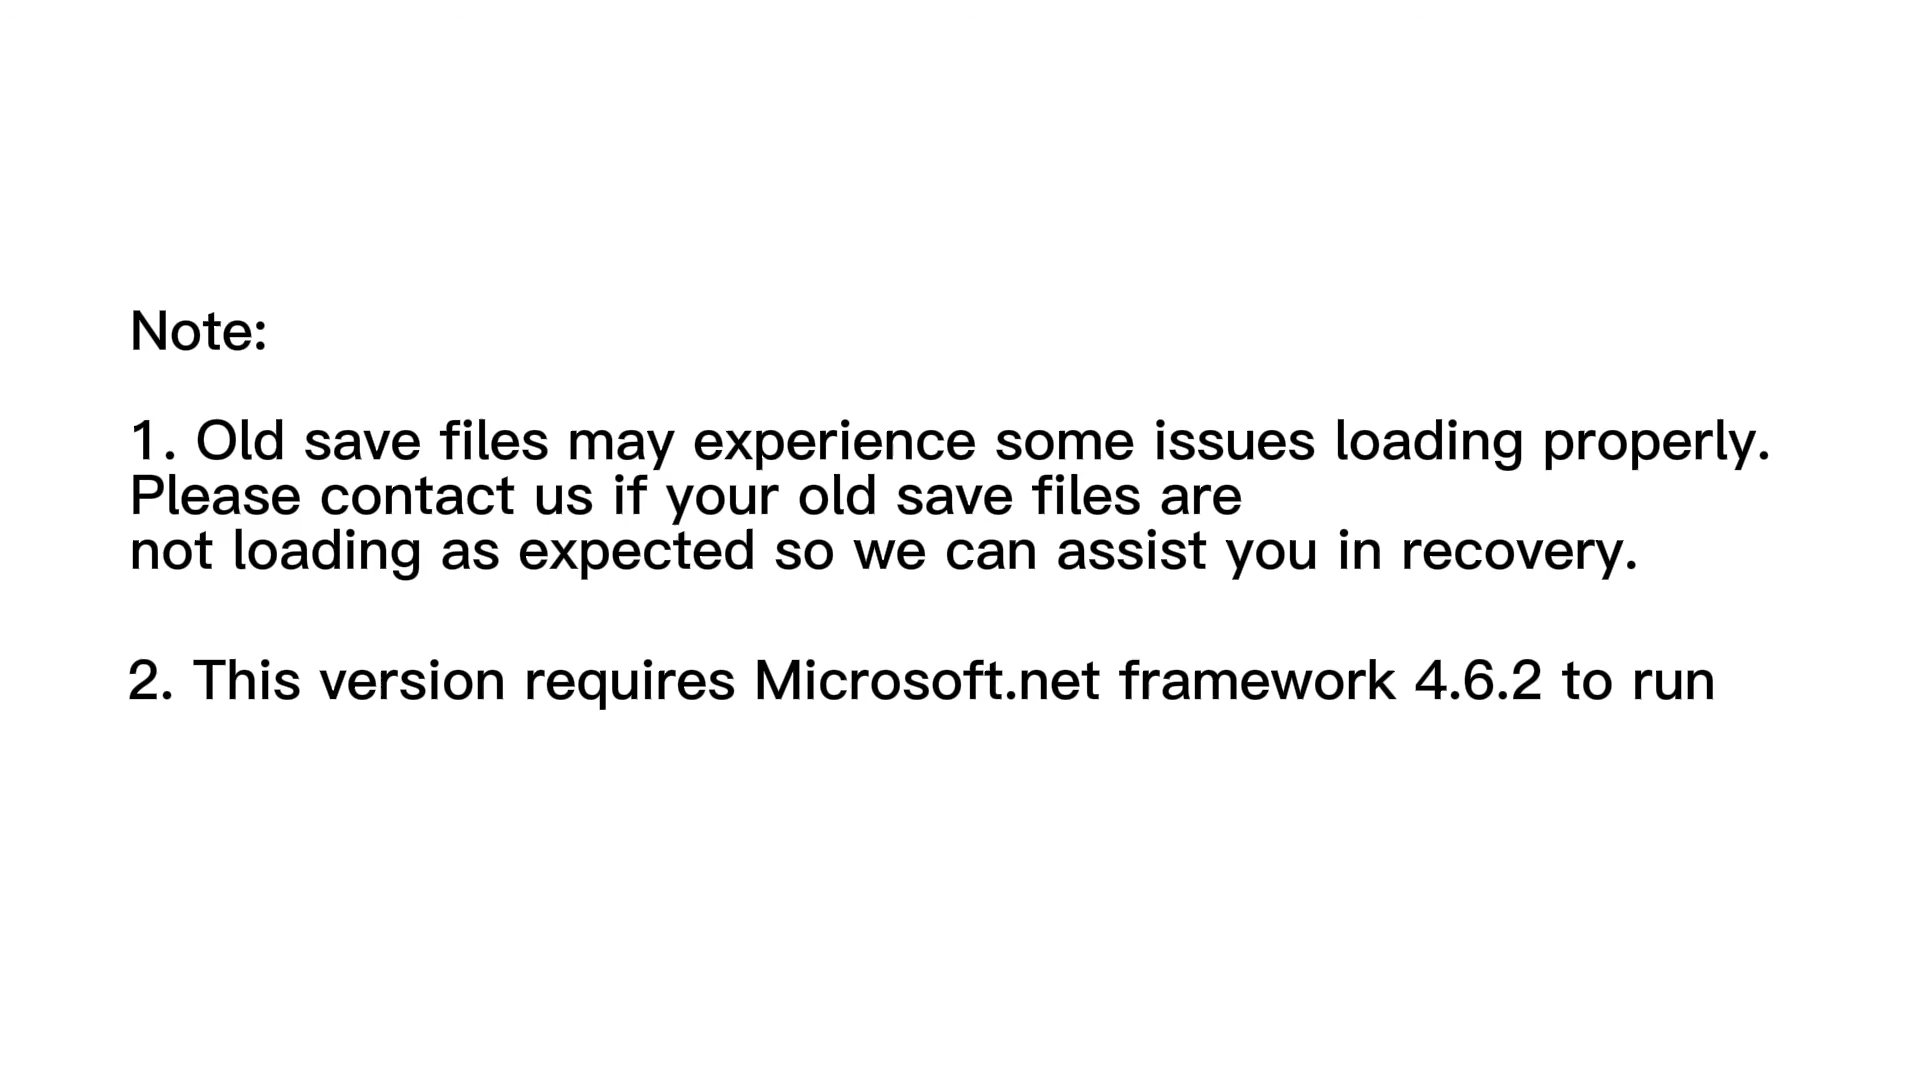 Note:
1. Old save files may experience some issues loading properly.
Please contact us if your old save files are
not loading as expected so we can assist you in recovery.
2. This version requires Microsoft.net framework 4.6.2 to run